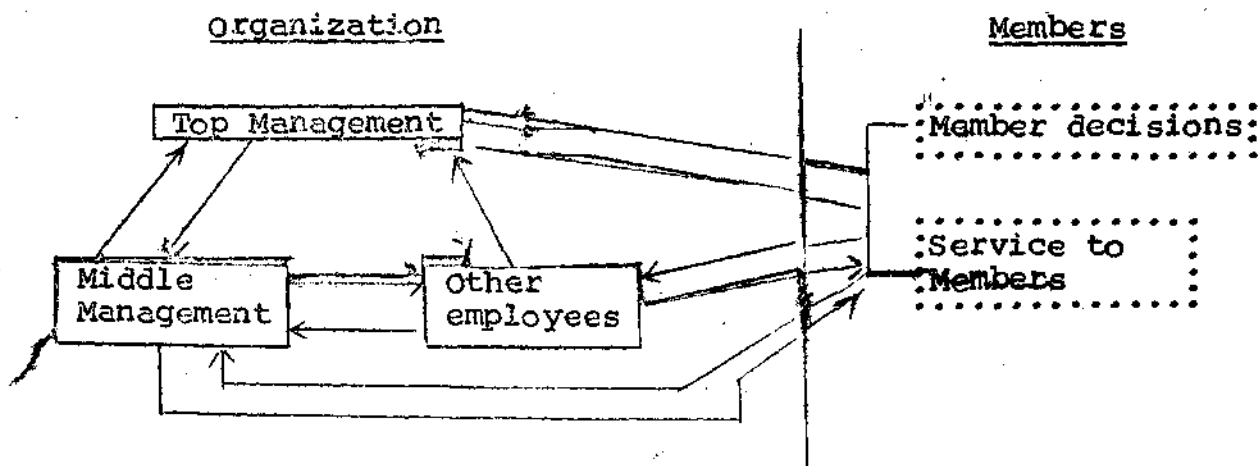 Organization
Members
Top Management
Member decisions
Middle
Management
Other
employees
Service to
Members